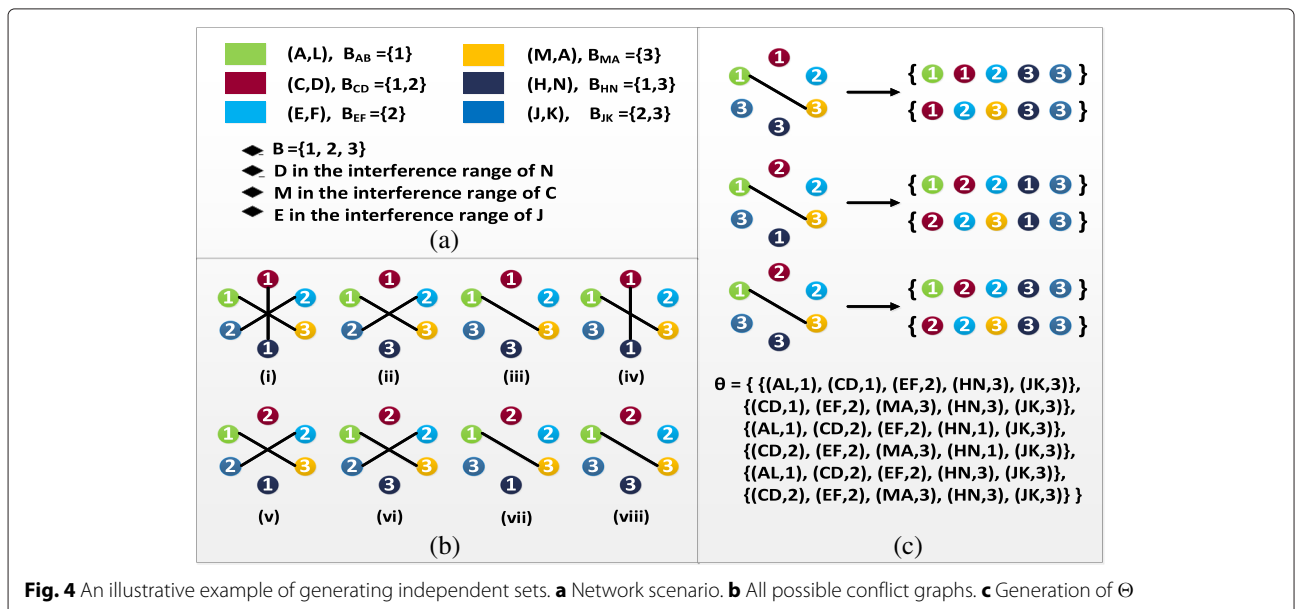 (A,L), B_AB ={1}
(M,A), B_MA ={3}
(C,D), B_CD ={1,2}
(H,N), B_HN ={1,3}
(E,F), B_EF ={2}
(J,K), B_JK ={2,3}
B ={1, 2, 3}
D in the interference range of N
M in the interference range of C
E in the interference range of J
(a)
1 1 2 2 1 3
(i)
1 1 2 2 3 3
(ii)
1 1 2 3 3 3
(iii)
1 1 2 3 1 3
(iv)
1 2 2 2 1 3
(v)
1 2 2 2 3 3
(vi)
1 2 2 3 1 3
(vii)
1 2 2 3 3 3
(viii)
(b)
1 1 2 3 3 3
{ 1 1 2 3 3 }
{ 1 2 3 3 3 }
1 2 2 3 1 3
{ 1 2 2 1 3 }
{ 2 2 3 1 3 }
1 2 2 3 3 3
{ 1 2 2 3 3 }
{ 2 2 3 3 3 }
θ = { {(AL,1), (CD,1), (EF,2), (HN,3), (JK,3)},
{(CD,1), (EF,2), (MA,3), (HN,3), (JK,3)},
{(AL,1), (CD,2), (EF,2), (HN,1), (JK,3)},
{(CD,2), (EF,2), (MA,3), (HN,1), (JK,3)},
{(AL,1), (CD,2), (EF,2), (HN,3), (JK,3)},
{(CD,2), (EF,2), (MA,3), (HN,3), (JK,3)} }
(c)
Fig. 4 An illustrative example of generating independent sets. a Network scenario. b All possible conflict graphs. c Generation of Θ